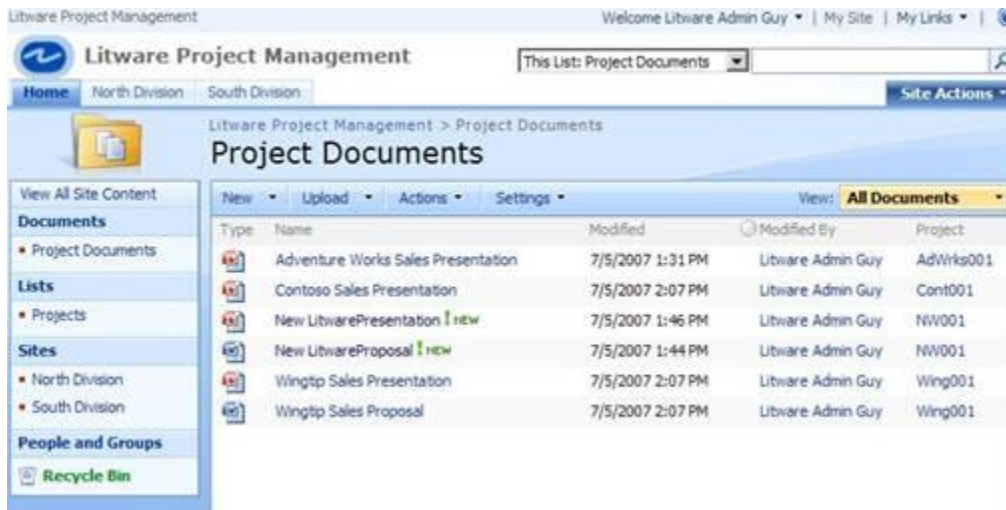 Litware Project Management
Welcome Litware Admin Guy | My Site | My Links |
Litware Project Management
This List: Project Documents
Home North Division South Division
Site Actions
Litware Project Management > Project Documents
Project Documents
View All Site Content
Documents
Project Documents
Lists
Projects
Sites
North Division
South Division
People and Groups
Recycle Bin
New Upload Actions Settings View: All Documents
Type Name Modified Modified By Project
Adventure Works Sales Presentation 7/5/2007 1:31 PM Litware Admin Guy AdWrks001
Contoso Sales Presentation 7/5/2007 2:07 PM Litware Admin Guy Cont001
New LitwarePresentation ! NEW 7/5/2007 1:46 PM Litware Admin Guy NW001
New LitwareProposal ! NEW 7/5/2007 1:44 PM Litware Admin Guy NW001
Wingtip Sales Presentation 7/5/2007 2:07 PM Litware Admin Guy Wing001
Wingtip Sales Proposal 7/5/2007 2:07 PM Litware Admin Guy Wing001